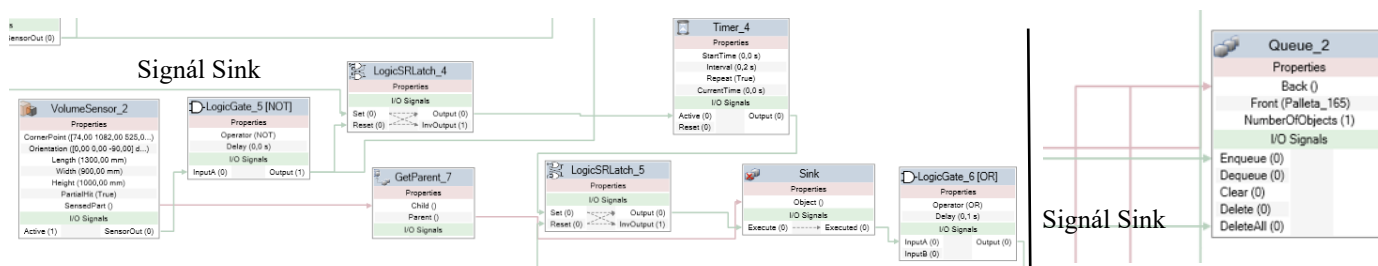 s
SensorOut (0)
Signál Sink
VolumeSensor_2
Properties
CornerPoint ([74,00 1082,00 525,0...)
Orientation ([0,00 0,00 -90,00] d...)
Length (1300,00 mm)
Width (900,00 mm)
Height (1000,00 mm)
PartialHit (True)
SensedPart ()
I/O Signals
Active (1) SensorOut (0)
LogicGate_5 [NOT]
Properties
Operator (NOT)
Delay (0,0 s)
I/O Signals
InputA (0) Output (1)
LogicSRLatch_4
Properties
I/O Signals
Set (0) Output (0)
Reset (0) InvOutput (1)
GetParent_7
Properties
Child ()
Parent ()
I/O Signals
Timer_4
Properties
StartTime (0,0 s)
Interval (0,2 s)
Repeat (True)
CurrentTime (0,0 s)
I/O Signals
Active (0) Output (0)
Reset (0)
LogicSRLatch_5
Properties
I/O Signals
Set (0) Output (0)
Reset (0) InvOutput (1)
Sink
Properties
Object ()
I/O Signals
Execute (0) Executed (0)
LogicGate_6 [OR]
Properties
Operator (OR)
Delay (0,1 s)
I/O Signals
InputA (0) Output (0)
InputB (0)
Signál Sink
Queue_2
Properties
Back ()
Front (Palleta_165)
NumberOfObjects (1)
I/O Signals
Enqueue (0)
Dequeue (0)
Clear (0)
Delete (0)
DeleteAll (0)